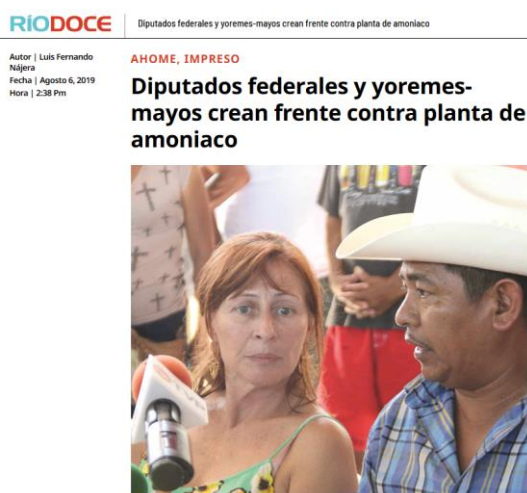 RÍODOCE
Diputados federales y yoremes-mayos crean frente contra planta de amoniaco
Autor | Luis Fernando
Nájera
Fecha | Agosto 6, 2019
Hora | 2:38 Pm
AHOME, IMPRESO
Diputados federales y yoremes-
mayos crean frente contra planta de
amoniaco